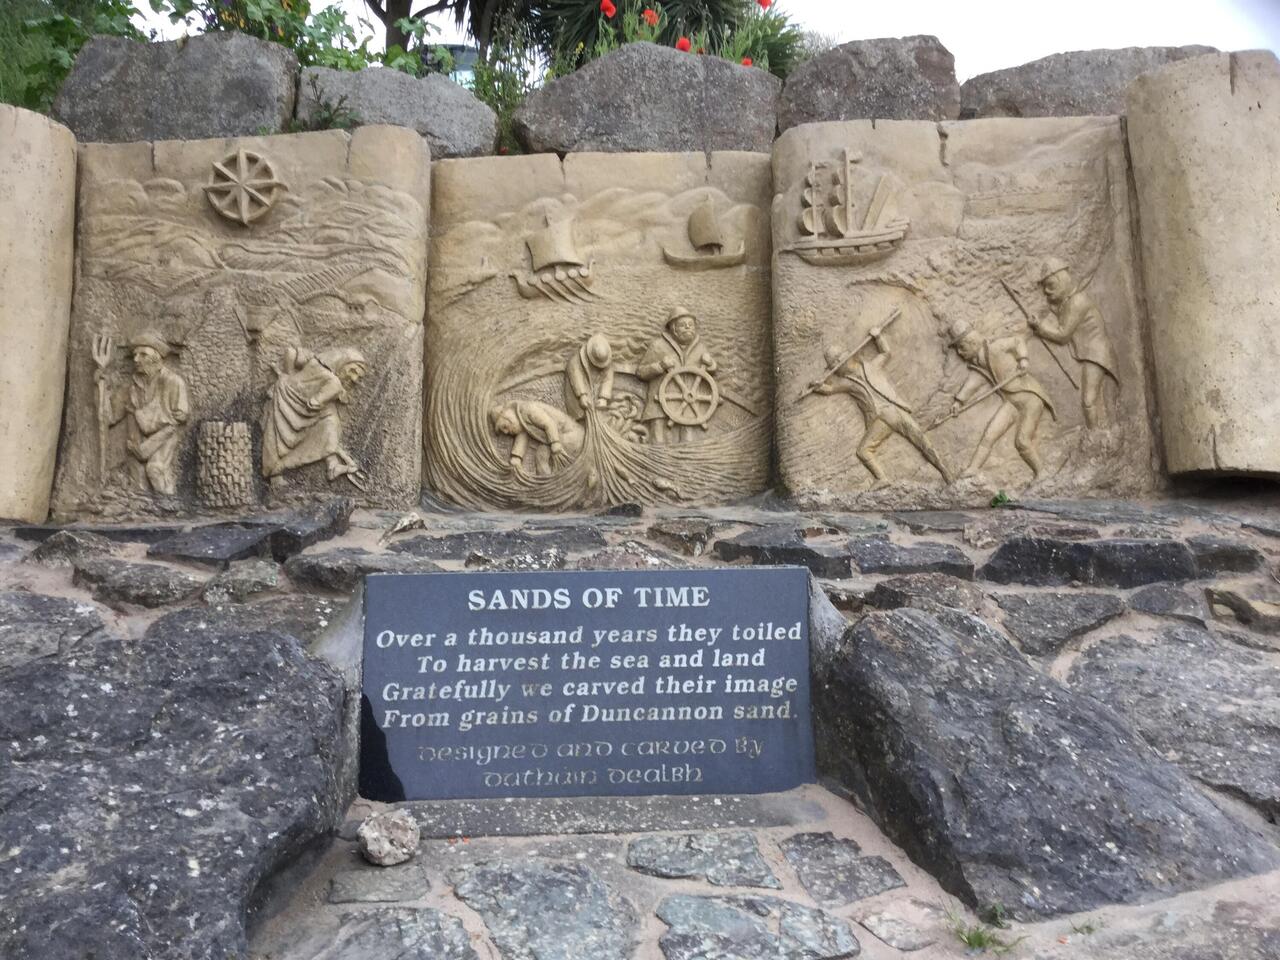 SANDS OF TIME
Over a thousand years they toiled
To harvest the sea and land
Gratefully we carved their image
From grains of Duncannon sand.
Designed and carved by
Dathuin Dealbh